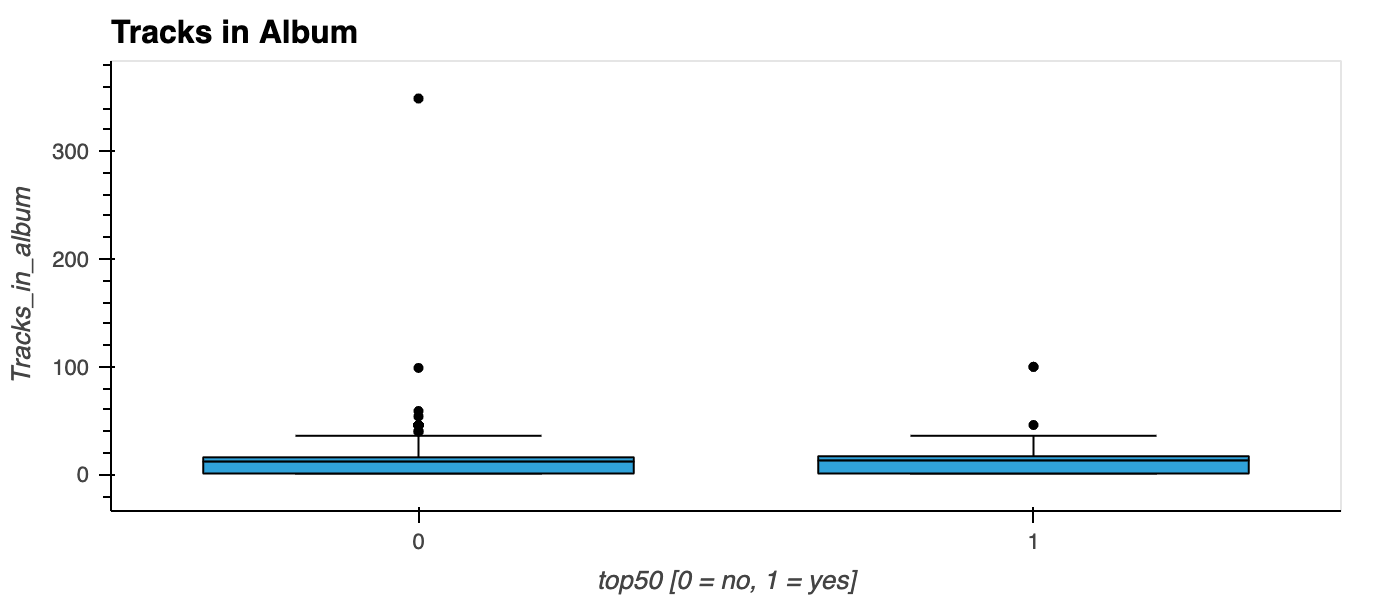 Tracks in Album
Tracks_in_album
300
200
100
0
0
1
top50 [0 = no, 1 = yes]